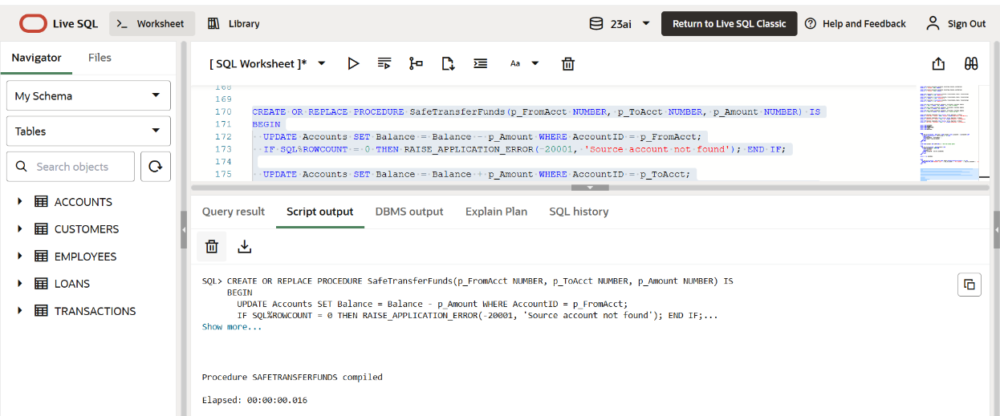 Live SQL
>_ Worksheet
Library
23ai
Return to Live SQL Classic
Help and Feedback
Sign Out
Navigator
Files
My Schema
Tables
Search objects
ACCOUNTS
CUSTOMERS
EMPLOYEES
LOANS
TRANSACTIONS
[ SQL Worksheet ]*
Aa
168
169
170 CREATE OR REPLACE PROCEDURE SafeTransferFunds(p_FromAcct NUMBER, p_ToAcct NUMBER, p_Amount NUMBER) IS
171 BEGIN
172 UPDATE Accounts SET Balance = Balance - p_Amount WHERE AccountID = p_FromAcct;
173 IF SQL%ROWCOUNT = 0 THEN RAISE_APPLICATION_ERROR(-20001, 'Source account not found'); END IF;
174
175 UPDATE Accounts SET Balance = Balance + p_Amount WHERE AccountID = p_ToAcct;
Query result
Script output
DBMS output
Explain Plan
SQL history
SQL> CREATE OR REPLACE PROCEDURE SafeTransferFunds(p_FromAcct NUMBER, p_ToAcct NUMBER, p_Amount NUMBER) IS
BEGIN
UPDATE Accounts SET Balance = Balance - p_Amount WHERE AccountID = p_FromAcct;
IF SQL%ROWCOUNT = 0 THEN RAISE_APPLICATION_ERROR(-20001, 'Source account not found'); END IF;...
Show more...
Procedure SAFETRANSFERFUNDS compiled
Elapsed: 00:00:00.016